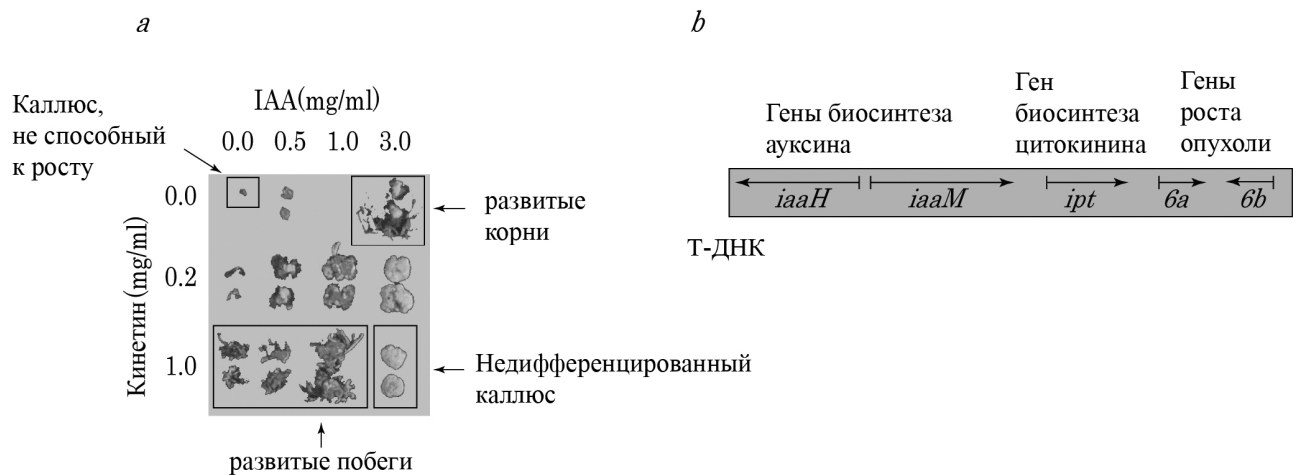 a
b
Каллюс,
не способный
к росту
IAA(mg/ml)
0.0 0.5 1.0 3.0
Кинетин(mg/ml)
0.0
0.2
1.0
развитые
корни
Недифференцированный
каллюс
развитые побеги
Гены биосинтеза
ауксина
Ген
биосинтеза
цитокинина
Гены
роста
опухоли
iaaH iaaM ipt 6a 6b
Т-ДНК